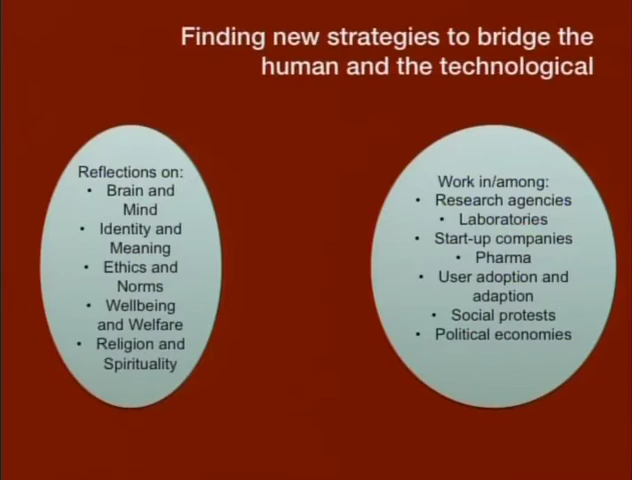 Finding new strategies to bridge the
human and the technological
Reflections on:
• Brain and
Mind
• Identity and
Meaning
• Ethics and
Norms
• Wellbeing
and Welfare
• Religion and
Spirituality
Work in/among:
• Research agencies
• Laboratories
• Start-up companies
• Pharma
• User adoption and
adaption
• Social protests
• Political economies